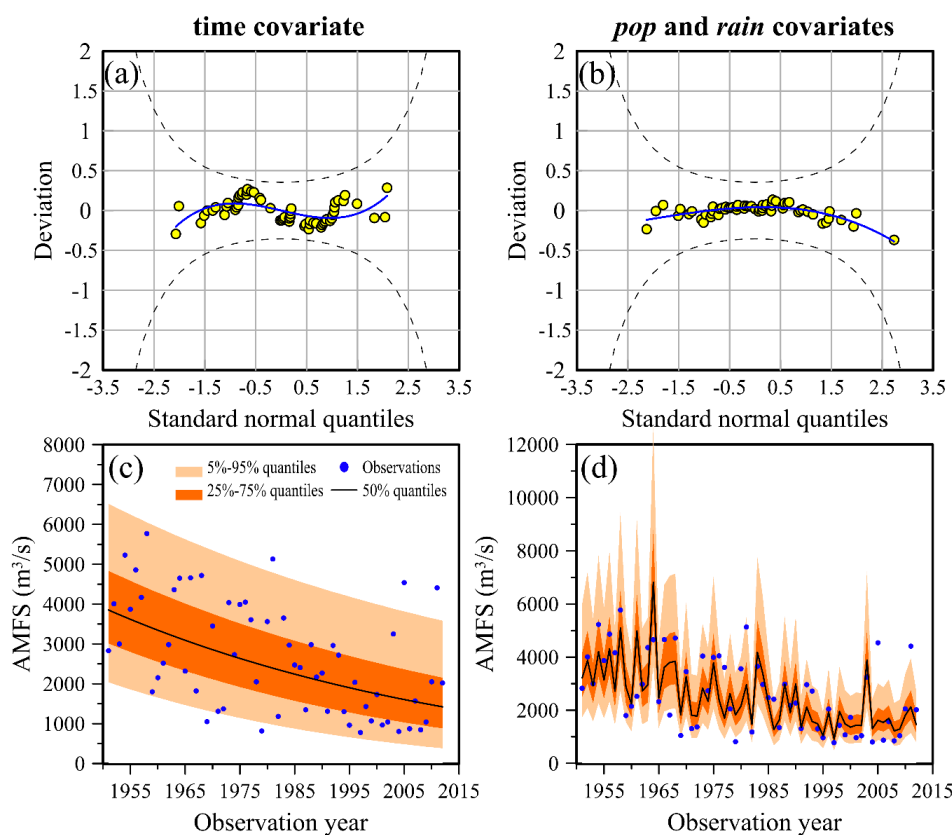 time covariate
pop and rain covariates
(a)
2
1.5
1
0.5
0
-0.5
-1
-1.5
-2
Deviation
-3.5 -2.5 -1.5 -0.5 0.5 1.5 2.5 3.5
Standard normal quantiles
(b)
2
1.5
1
0.5
0
-0.5
-1
-1.5
-2
Deviation
-3.5 -2.5 -1.5 -0.5 0.5 1.5 2.5 3.5
Standard normal quantiles
(c)
5%-95% quantiles
Observations
25%-75% quantiles
50% quantiles
8000
7000
6000
5000
4000
3000
2000
1000
0
AMFS (m³/s)
1955 1965 1975 1985 1995 2005 2015
Observation year
(d)
12000
10000
8000
6000
4000
2000
0
AMFS (m³/s)
1955 1965 1975 1985 1995 2005 2015
Observation year